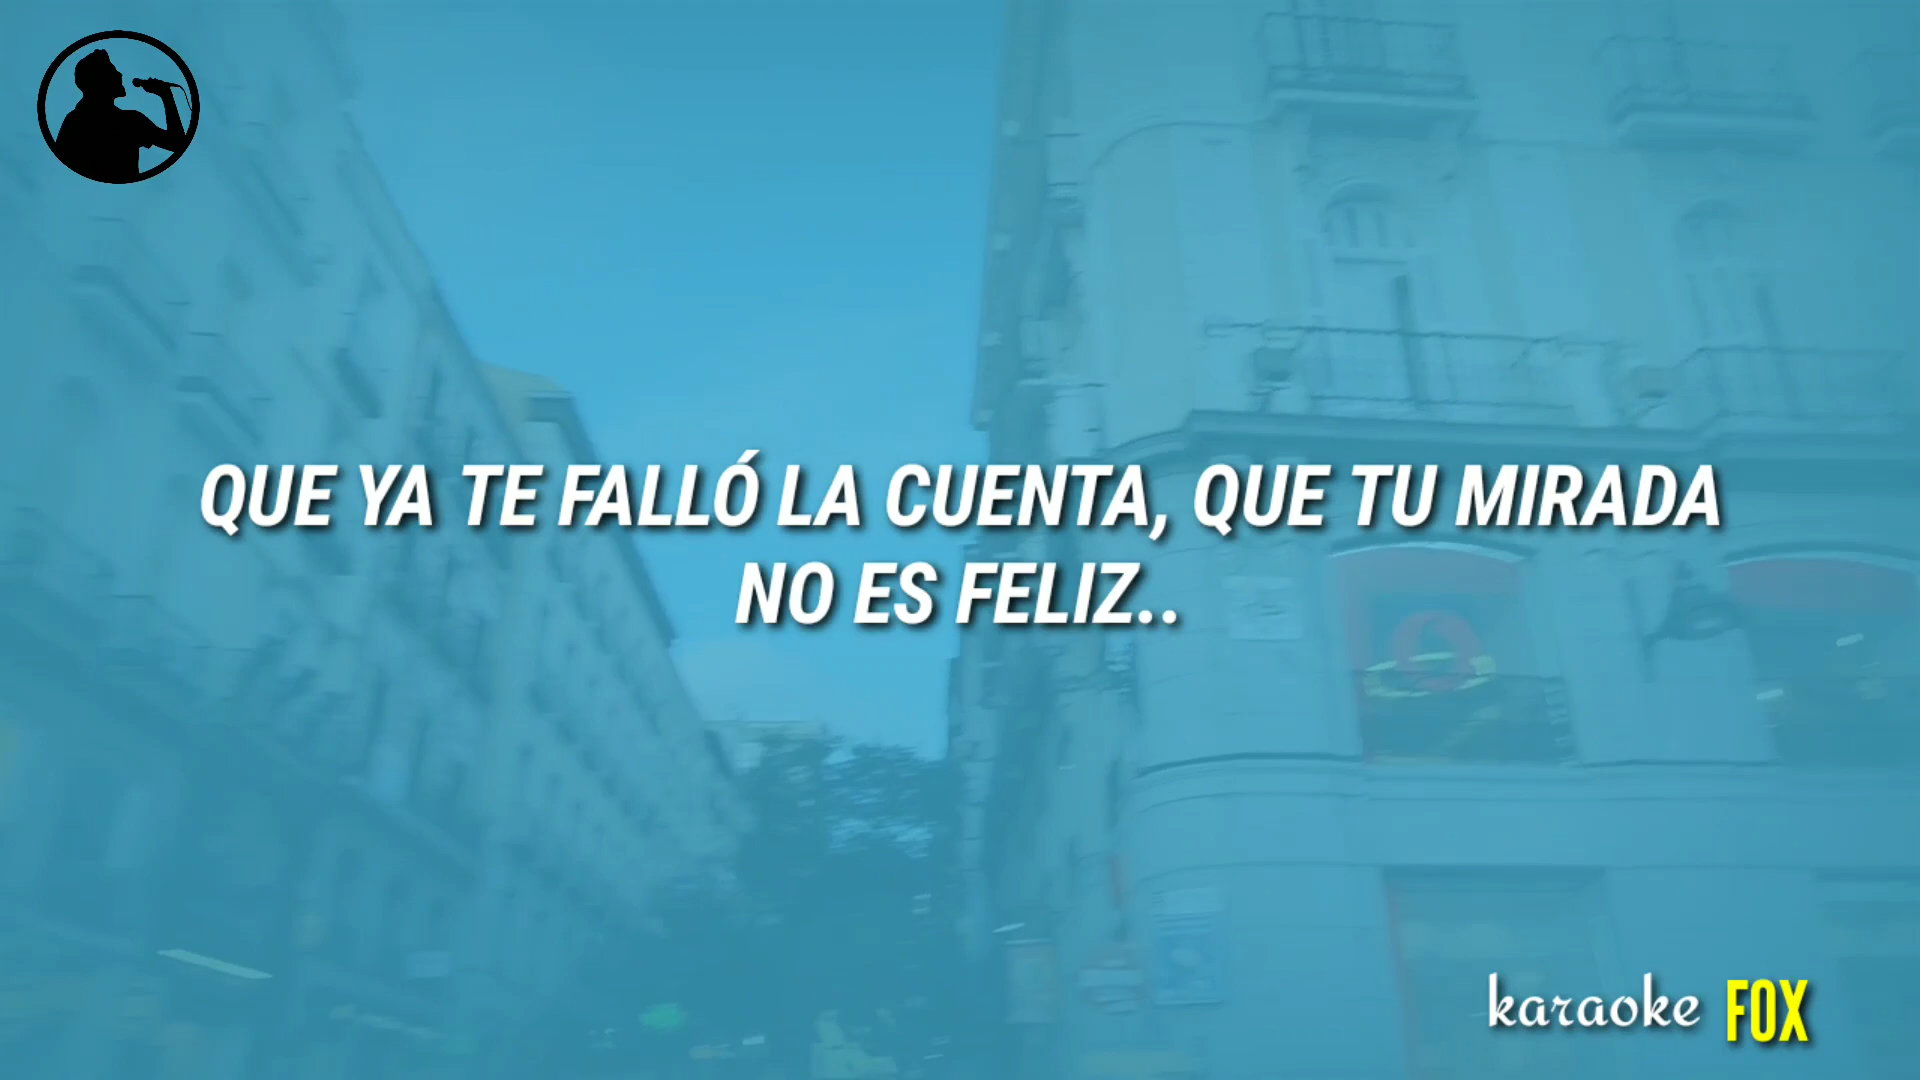 QUE YA TE FALLÓ LA CUENTA, QUE TU MIRADA
NO ES FELIZ..
karaoke FOX